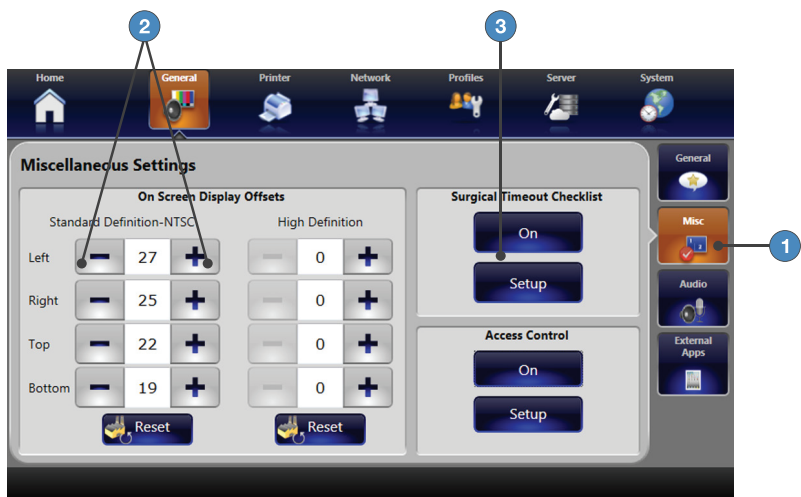 2
3
Home General Printer Network Profiles Server System
Miscellaneous Settings
General
On Screen Display Offsets
Surgical Timeout Checklist
Standard Definition-NTSC High Definition
On
Misc
1
Left 27 0
Setup
Audio
Right 25 0
Access Control
Top 22 0
External
Apps
On
Bottom 19 0
Setup
Reset Reset